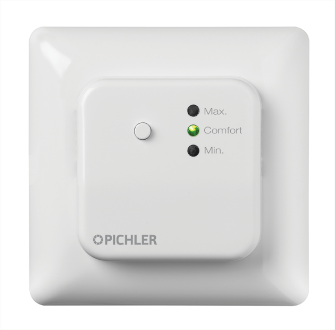 Max.
Comfort
Min.
PICHLER